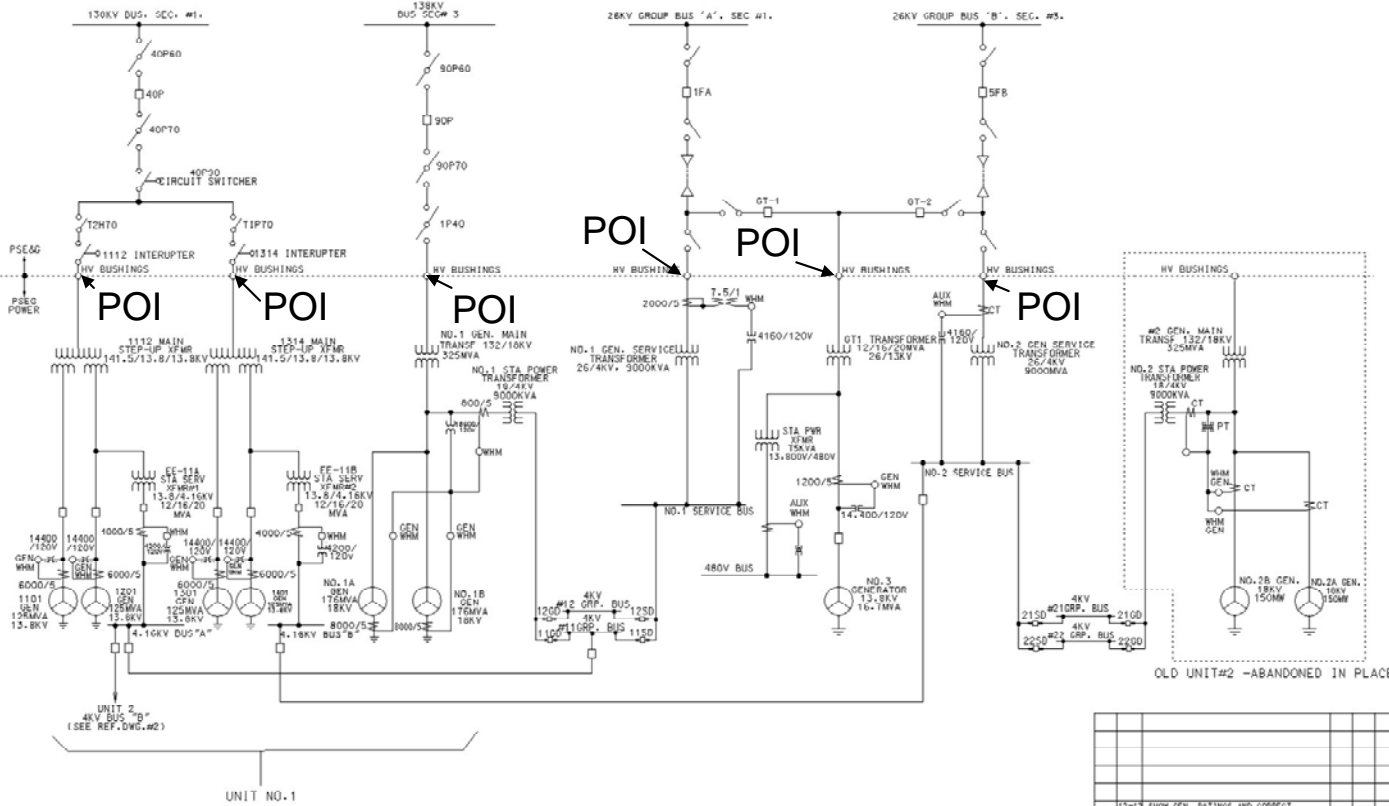 130KV BUS. SEC. #1.
138KV
BUS SEC# 3
26KV GROUP BUS "A". SEC #1.
26KV GROUP BUS "B". SEC. #3.
40P60
40P
40P70
40P90
CIRCUIT SWITCHER
90P60
90P
90P70
1P40
1FA
5FB
GT-1
GT-2
T2H70
T1P70
1112 INTERUPTER
1314 INTERUPTER
PSE&G
PSEG
POWER
HV BUSHINGS
HV BUSHINGS
HV BUSHINGS
HV BUSHINGS
HV BUSHINGS
HV BUSHINGS
POI
POI
POI
POI
POI
POI
1112 MAIN
STEP-UP XFMR
141.5/13.8/13.8KV
1314 MAIN
STEP-UP XFMR
141.5/13.8/13.8KV
NO.1 GEN. MAIN
TRANSF 132/18KV
325MVA
NO.1 STA POWER
TRANSFORMER
18/4KV
9000KVA
800/5
WHM
2000/5
7.5/1
WHM
4160/120V
NO.1 GEN. SERVICE
TRANSFORMER
26/4KV, 9000KVA
GT1 TRANSFORMER
12/16/20MVA
26/13KV
AUX
WHM
CT
4160/
120V
NO.2 GEN SERVICE
TRANSFORMER
26/4KV
9000MVA
#2 GEN. MAIN
TRANSF 132/18KV
325MVA
NO.2 STA POWER
TRANSFORMER
18/4KV
9000KVA
CT
PT
WHM
GEN
CT
WHM
GEN
CT
EE-11A
STA SERV
XFMR#1
13.8/4.16KV
12/16/20
MVA
EE-11B
STA SERV
XFMR#2
13.8/4.16KV
12/16/20
MVA
STA PWR
XFMR
75KVA
13.800V/480V
1200/5
GEN
WHM
14.400/120V
AUX
WHM
480V BUS
NO.1 SERVICE BUS
NO.2 SERVICE BUS
4000/5
WHM
4000/5
WHM
4200/
120V
14400
/120V
14400
/120V
14400
/120V
14400
/120V
GEN
WHM
GEN
WHM
GEN
WHM
GEN
WHM
6000/5
6000/5
6000/5
6000/5
1101
GEN
125MVA
13.8KV
1201
GEN
125MVA
13.8KV
1301
GEN
125MVA
13.8KV
1401
GEN
125MVA
13.8KV
GEN
WHM
GEN
WHM
NO.1A
GEN
176MVA
18KV
NO.1B
GEN
176MVA
18KV
8000/5
8000/5
4.16KV BUS"A"
4.16KV BUS"B"
4KV
#12 GRP. BUS
12GD
12SD
4KV
#11GRP. BUS
11GD
11SD
NO.3
GENERATOR
13.8KV
16.7MVA
4KV
#21GRP. BUS
21SD
21GD
4KV
#22 GRP. BUS
22SD
22GD
NO.2B GEN.
18KV
150MW
NO.2A GEN.
18KV
150MW
OLD UNIT#2 -ABANDONED IN PLACE
UNIT 2
4KV BUS "B"
(SEE REF.DWG.#2)
UNIT NO.1